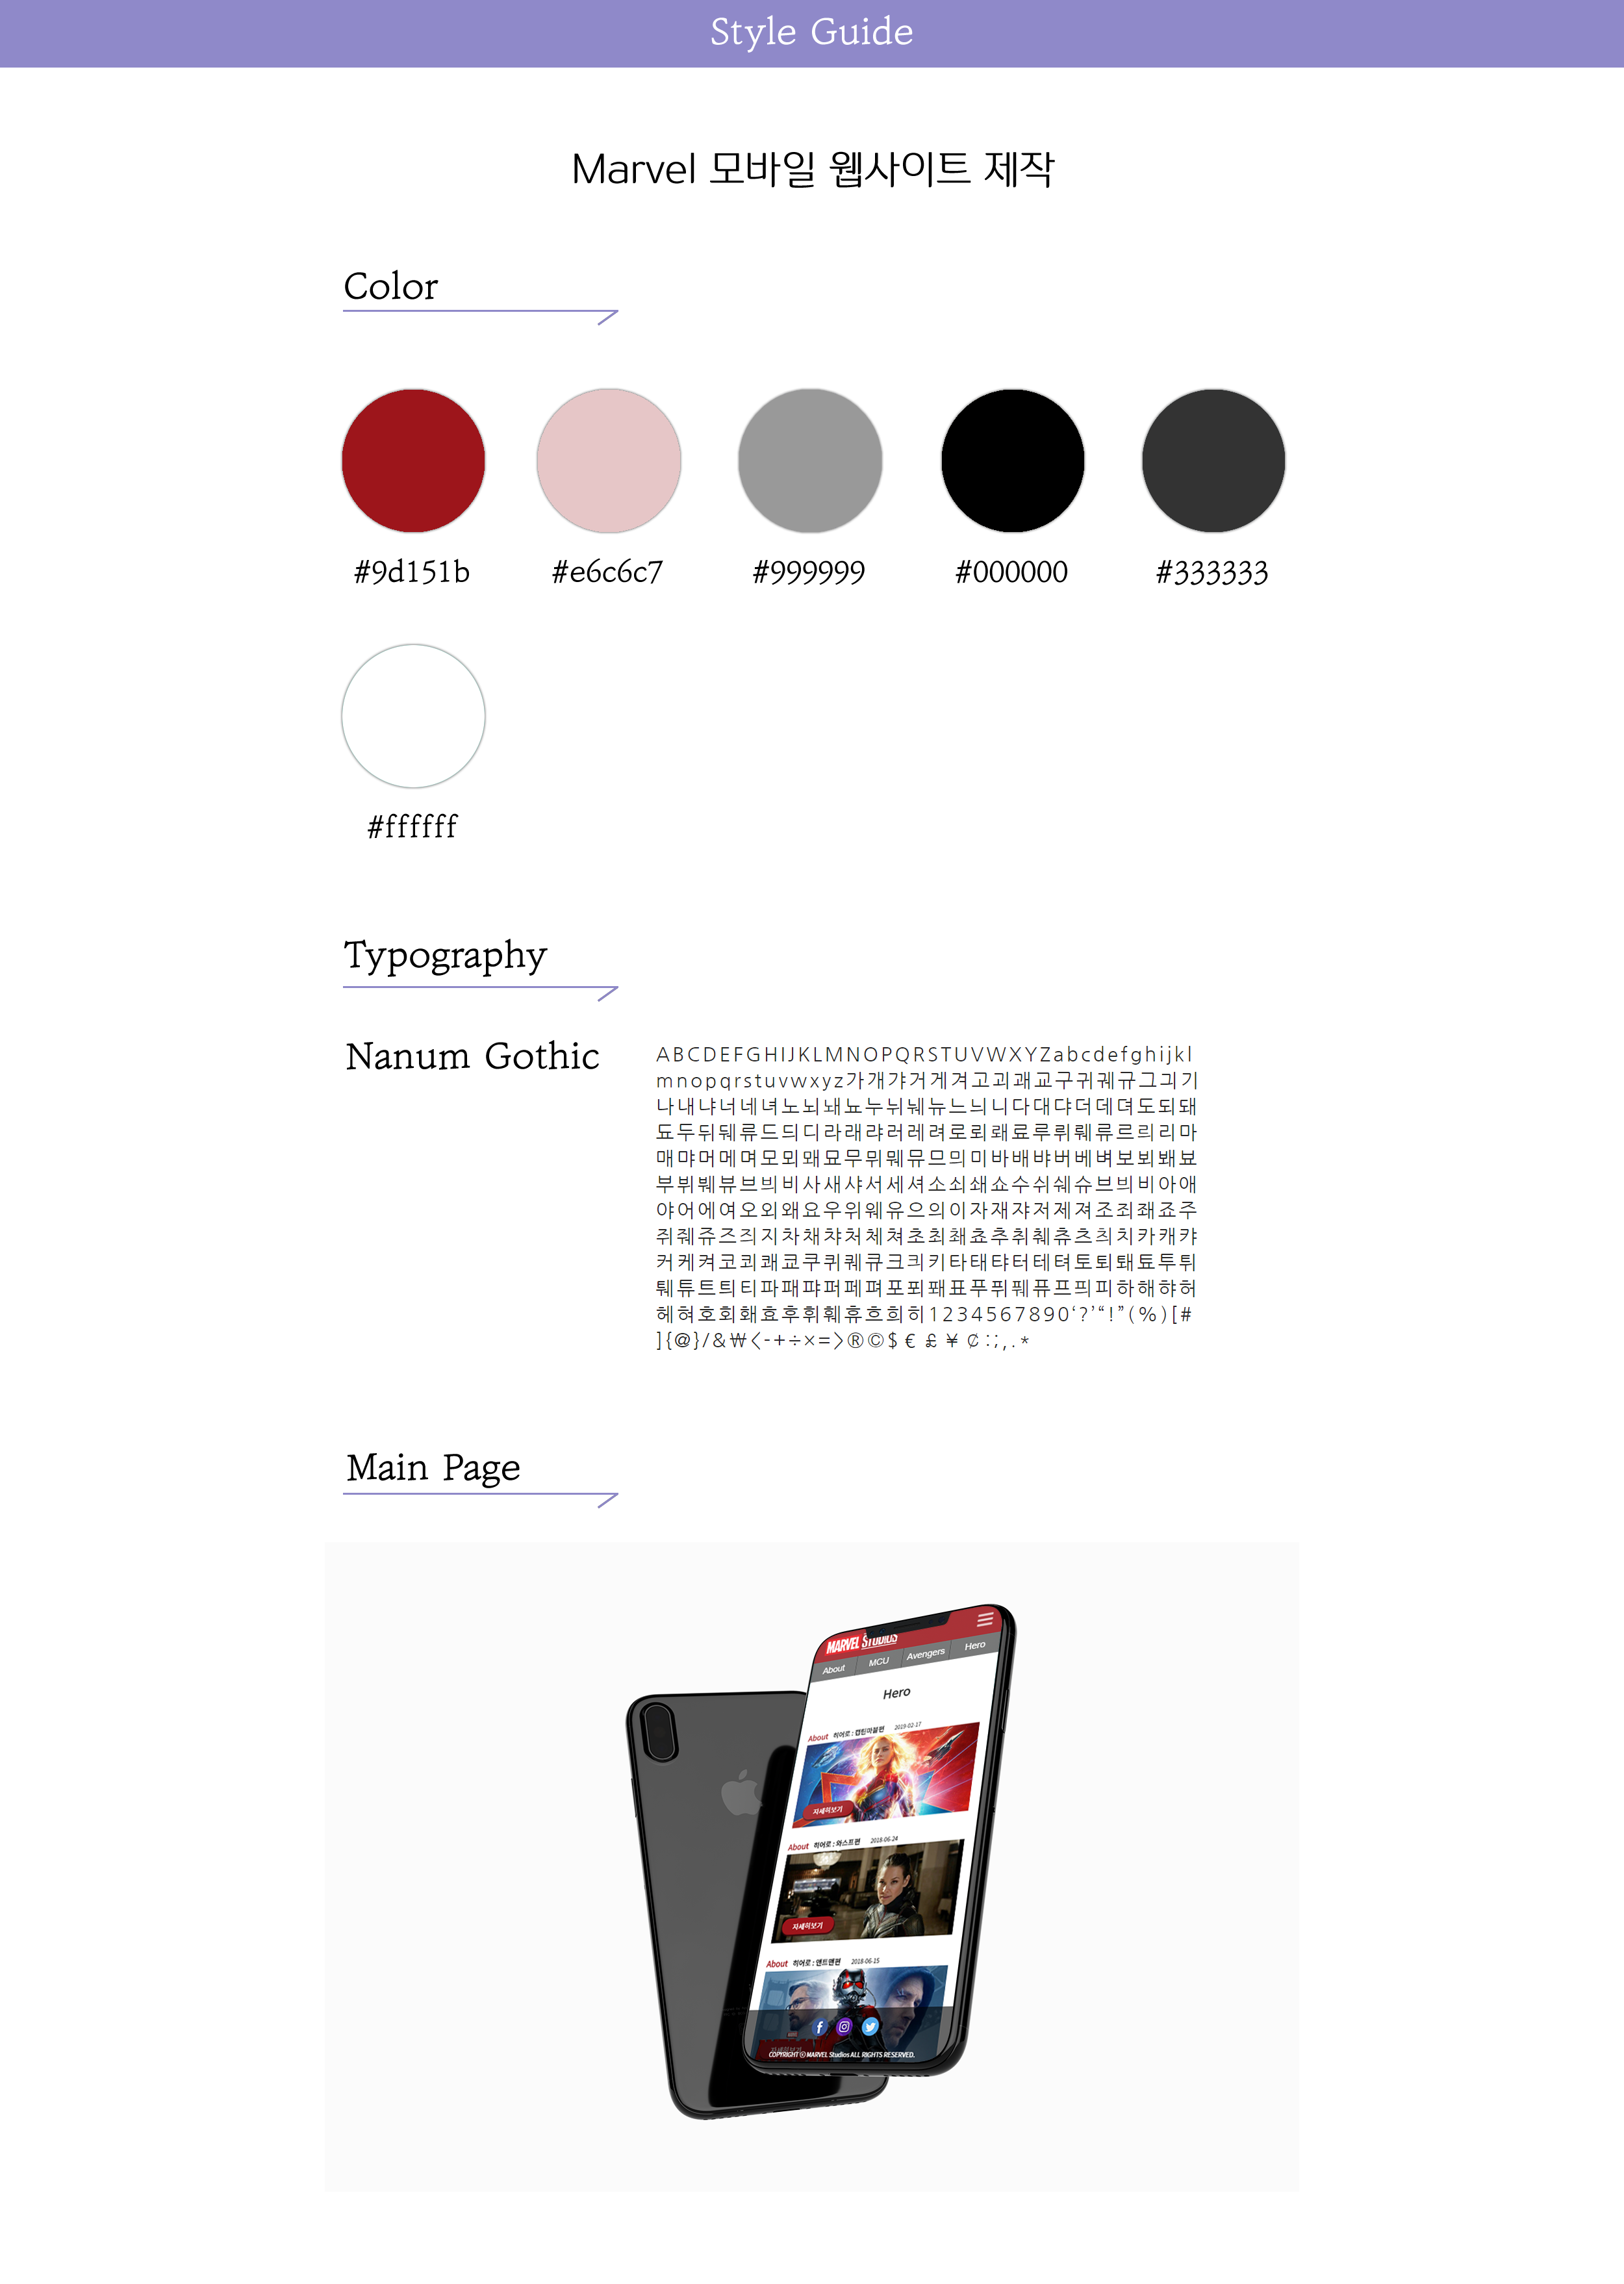 Style Guide
Marvel 모바일 웹사이트 제작
Color
#9d151b
#e6c6c7
#999999
#000000
#333333
#ffffff
Typography
Nanum Gothic
ABCDEFGHIJKLMNOPQRSTUVWXYZabcdefghijkl
mnopqrstuvwxyz가개갸거게겨고괴괘교구귀궤규그긔기
나내냐너네녀노뇌놰뇨누뉘눼뉴느늬니다대댜더데뎌도되돼
됴두뒤뒈류드듸디라래랴러레려로뢰뢔료루뤼뤠류르릐리마
매먀머메며모뫼뫠묘무뮈뭬뮤므믜미바배뱌버베벼보뵈봬뵤
부뷔붸뷰브븨비사새샤서세셔소쇠쇄쇼수쉬쉐슈브븨비아애
야어에여오외왜요우위웨유으의이자재쟈저제져조죄좨죠주
쥐줴쥬즈즤지차채챠처체쳐초최쵀쵸추취췌츄츠츼치카캐캬
커케켜코쾨쾌쿄쿠퀴퀘큐크킈키타태탸터테텨토퇴퇘툐투튀
퉤튜트틔티파패퍄퍼페펴포푀퐤표푸퓌풰퓨프픠피하해햐허
헤혀호회홰효후휘훼휴흐희히1234567890‘?’“!”(%)[#
]{@}/&₩<-+÷×=>®©$€£¥¢:;,.*
Main Page
MARVEL STUDIOS
About MCU Avengers Hero
Hero
About 히어로 : 캡틴마블편 2019-02-17
자세히보기
About 히어로 : 와스프편 2018-06-24
자세히보기
About 히어로 : 앤트맨편 2018-06-15
자세히보기
COPYRIGHT ⓒ MARVEL Studios ALL RIGHTS RESERVED.